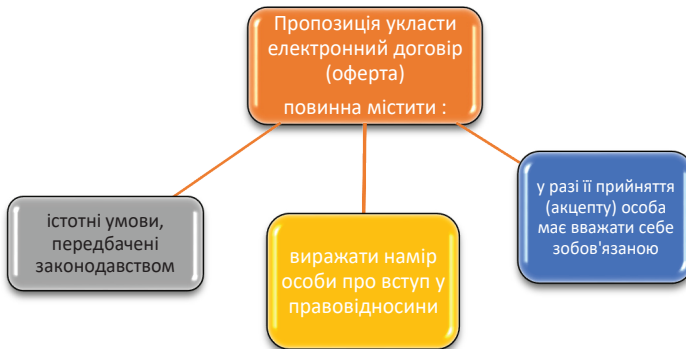 Пропозиція укласти
електронний договір
(оферта)
повинна містити :
істотні умови,
передбачені
законодавством
виражати намір
особи про вступ у
правовідносини
у разі її прийняття
(акцепту) особа
має вважати себе
зобов'язаною